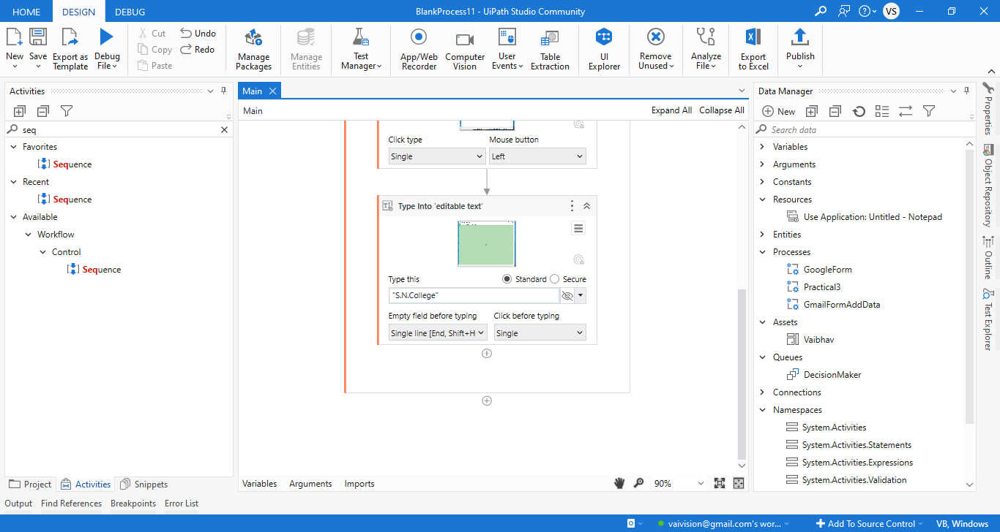 HOME DESIGN DEBUG BlankProcess11 - UiPath Studio Community VS
New Save Export as Template Debug File Cut Copy Paste Undo Redo Manage Packages Manage Entities Test Manager App/Web Recorder Computer Vision User Events Table Extraction UI Explorer Remove Unused Analyze File Export to Excel Publish
Activities
seq
Favorites
Sequence
Recent
Sequence
Available
Workflow
Control
Sequence
Project Activities Snippets
Main
Main Expand All Collapse All
Click type Mouse button
Single Left
Type Into 'editable text'
Type this Standard Secure
"S.N.College"
Empty field before typing Click before typing
Single line [End, Shift+H Single
Variables Arguments Imports 90%
Data Manager
New
Search data
Variables
Arguments
Constants
Resources
Use Application: Untitled - Notepad
Entities
Processes
GoogleForm
Practical3
GmailFormAddData
Assets
Vaibhav
Queues
DecisionMaker
Connections
Namespaces
System.Activities
System.Activities.Statements
System.Activities.Expressions
System.Activities.Validation
Properties
Object Repository
Outline
Test Explorer
Output Find References Breakpoints Error List
vaivision@gmail.com's wor... Add To Source Control VB, Windows